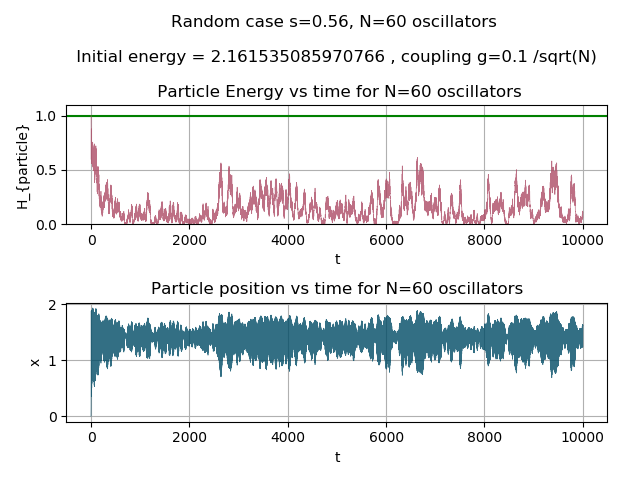 Random case s=0.56, N=60 oscillators
Initial energy = 2.161535085970766 , coupling g=0.1 /sqrt(N)
Particle Energy vs time for N=60 oscillators
H_{particle}
1.0
0.5
0.0
0 2000 4000 6000 8000 10000
t
Particle position vs time for N=60 oscillators
x
2
1
0
0 2000 4000 6000 8000 10000
t